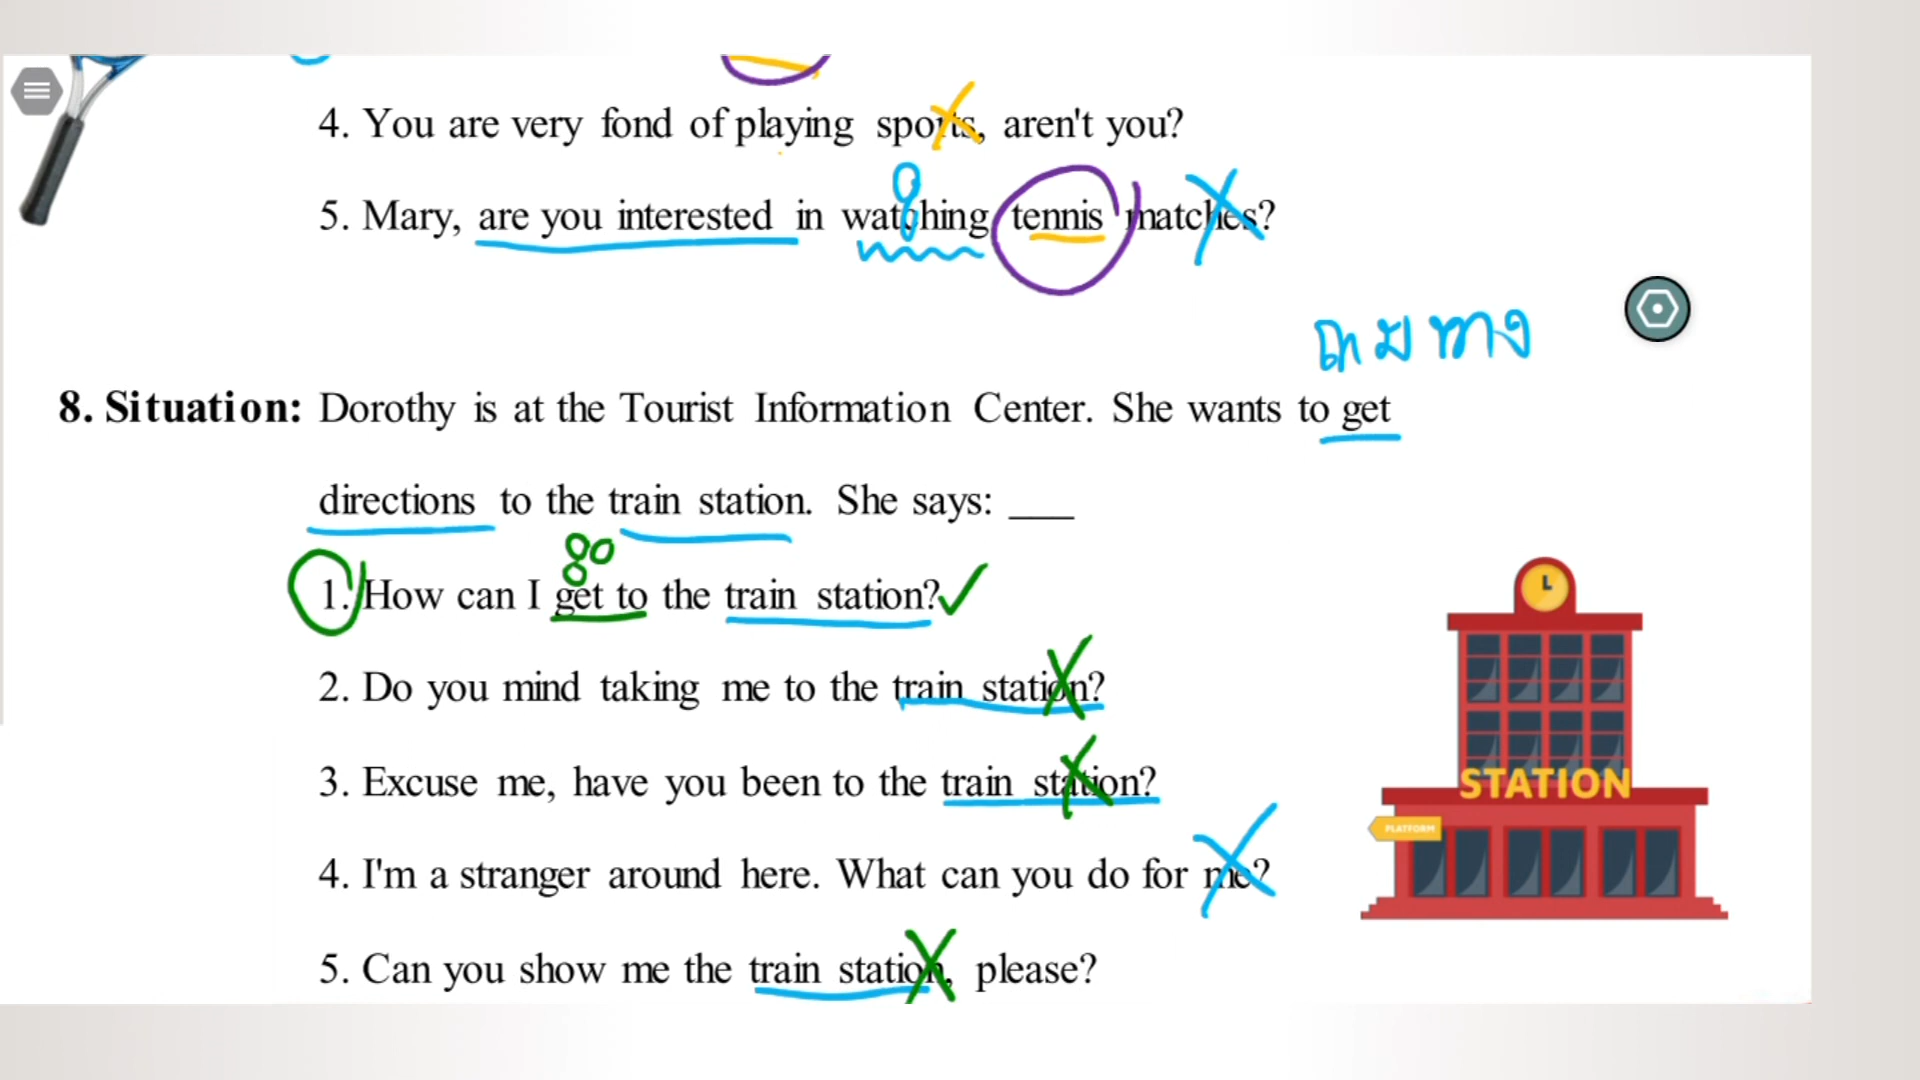 4. You are very fond of playing sports, aren't you?
ดู
5. Mary, are you interested in watching tennis matches?
ถามทาง
8. Situation: Dorothy is at the Tourist Information Center. She wants to get
directions to the train station. She says: ___
go
1. How can I get to the train station?
2. Do you mind taking me to the train station?
3. Excuse me, have you been to the train station?
4. I'm a stranger around here. What can you do for me?
5. Can you show me the train station, please?
STATION
PLATFORM